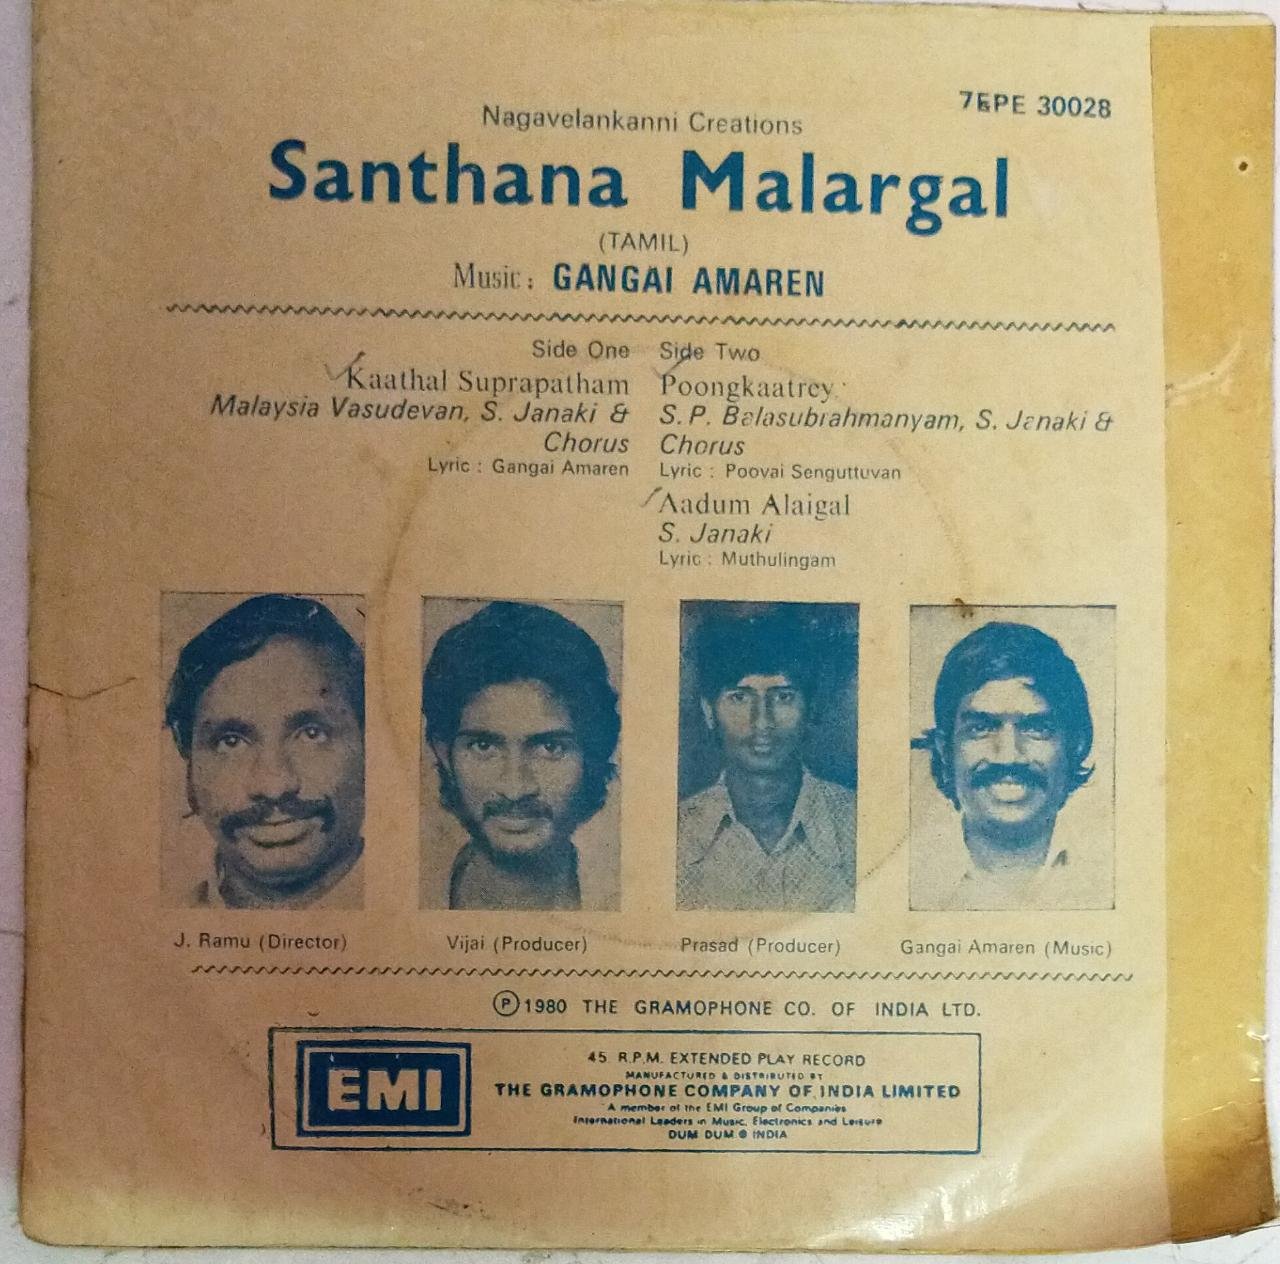 7EPE 30028
Nagavelankanni Creations
Santhana Malargal
(TAMIL)
Music : GANGAI AMAREN
Side One
Kaathal Suprapatham
Malaysia Vasudevan, S. Janaki &
Chorus
Lyric : Gangai Amaren
Side Two
Poongkaatrey
S. P. Balasubrahmanyam, S. Janaki &
Chorus
Lyric : Poovai Senguttuvan
Aadum Alaigal
S. Janaki
Lyric : Muthulingam
J. Ramu (Director)
Vijai (Producer)
Prasad (Producer)
Gangai Amaren (Music)
℗ 1980 THE GRAMOPHONE CO. OF INDIA LTD.
EMI
45 R.P.M. EXTENDED PLAY RECORD
MANUFACTURED & DISTRIBUTED BY
THE GRAMOPHONE COMPANY OF INDIA LIMITED
A member of the EMI Group of Companies
International Leaders in Music, Electronics and Leisure
DUM DUM ® INDIA